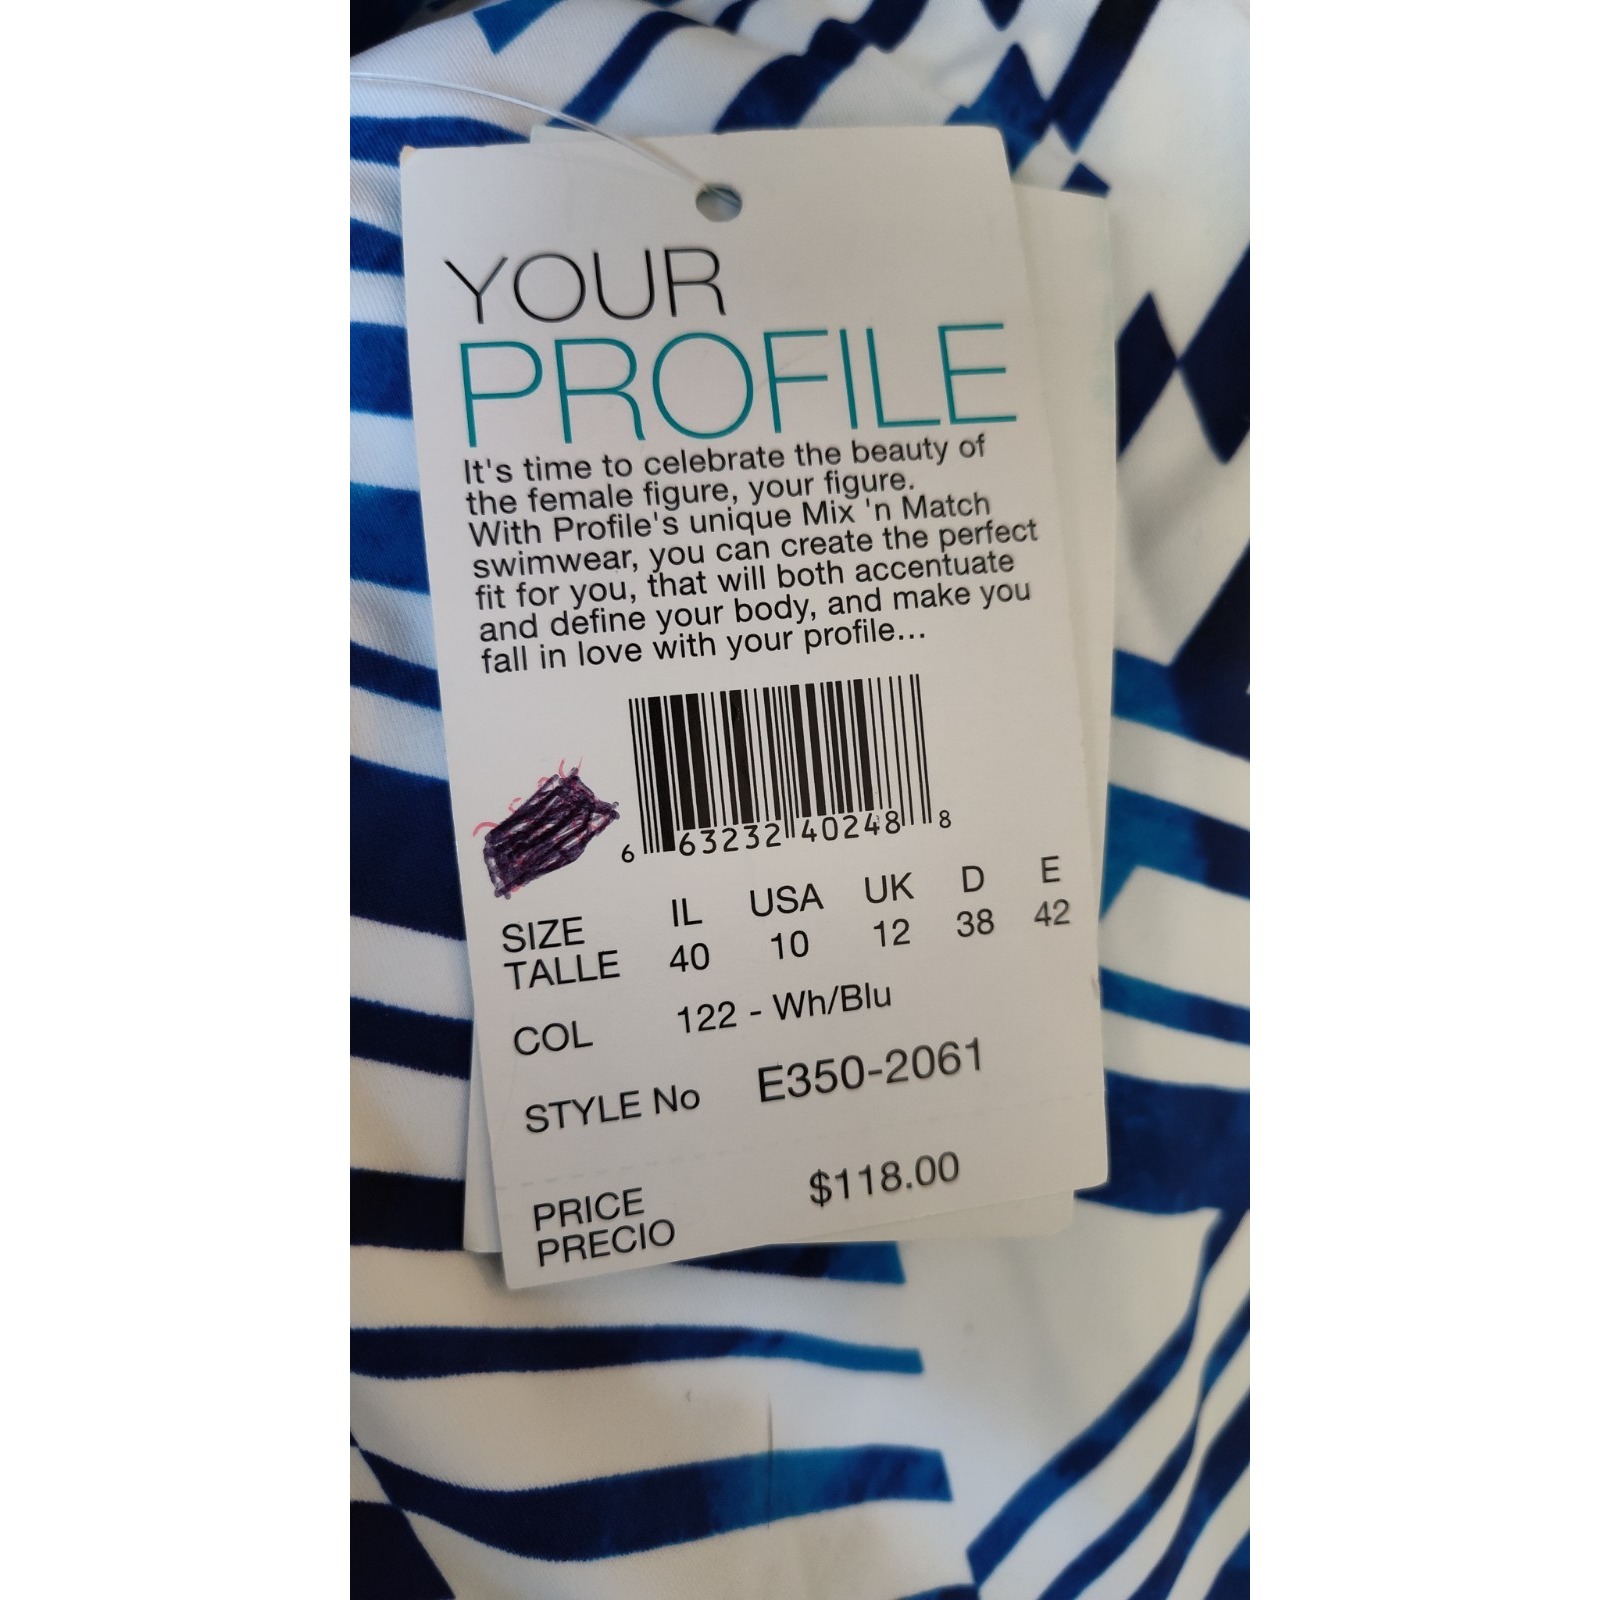 YOUR
PROFILE
It's time to celebrate the beauty of
the female figure, your figure.
With Profile's unique Mix 'n Match
swimwear, you can create the perfect
fit for you, that will both accentuate
and define your body, and make you
fall in love with your profile...
6 63232 40248 8
IL USA UK D E
SIZE
TALLE 40 10 12 38 42
COL 122 - Wh/Blu
STYLE No E350-2061
PRICE $118.00
PRECIO